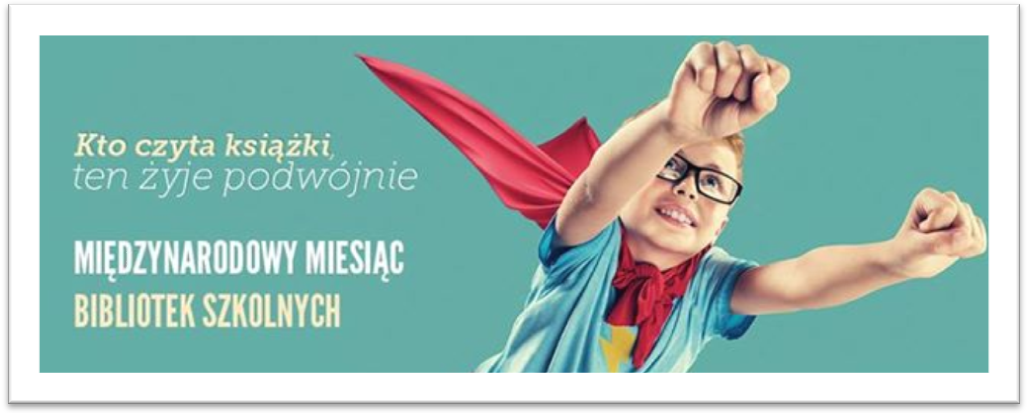 Kto czyta książki,
ten żyje podwójnie
MIĘDZYNARODOWY MIESIĄC
BIBLIOTEK SZKOLNYCH